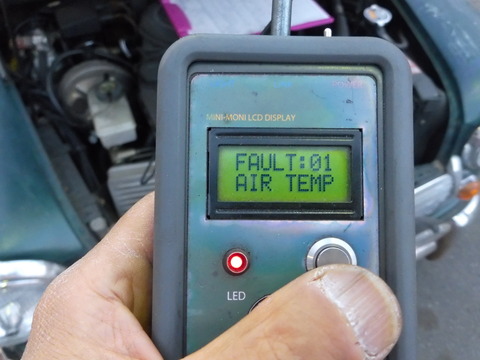 MINI-MONI LCD DISPLAY
FAULT:01
AIR TEMP
LED